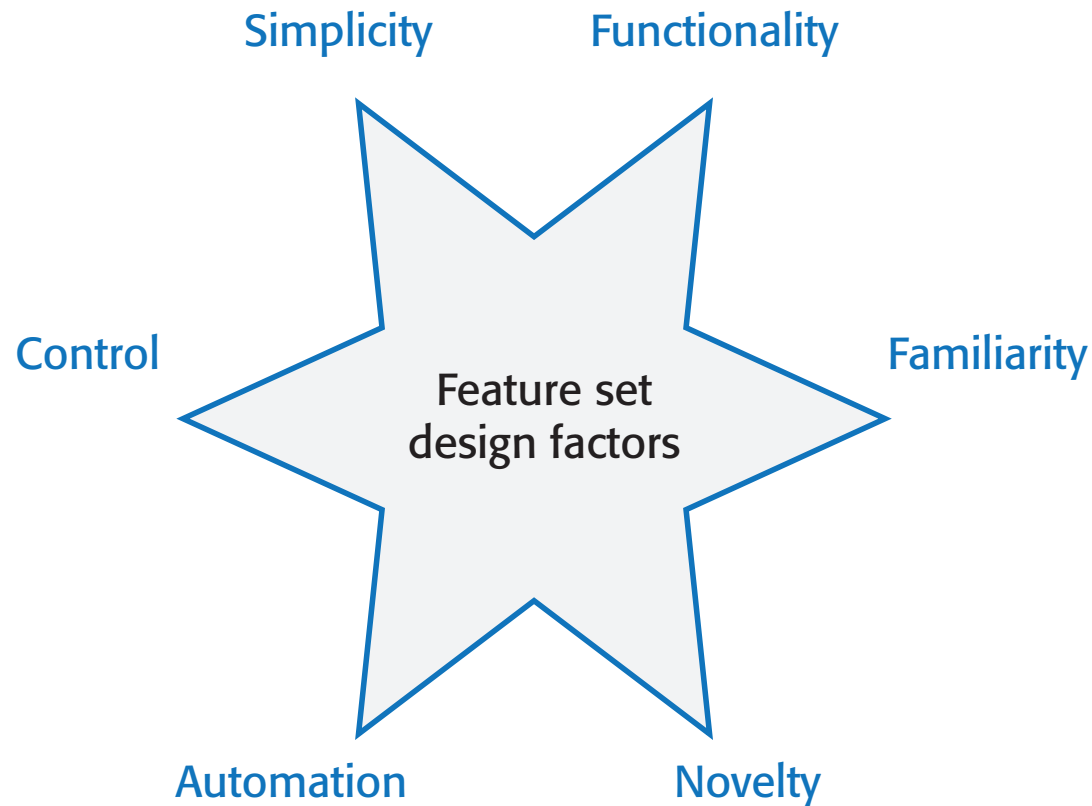 Simplicity
Functionality
Control
Familiarity
Feature set
design factors
Automation
Novelty